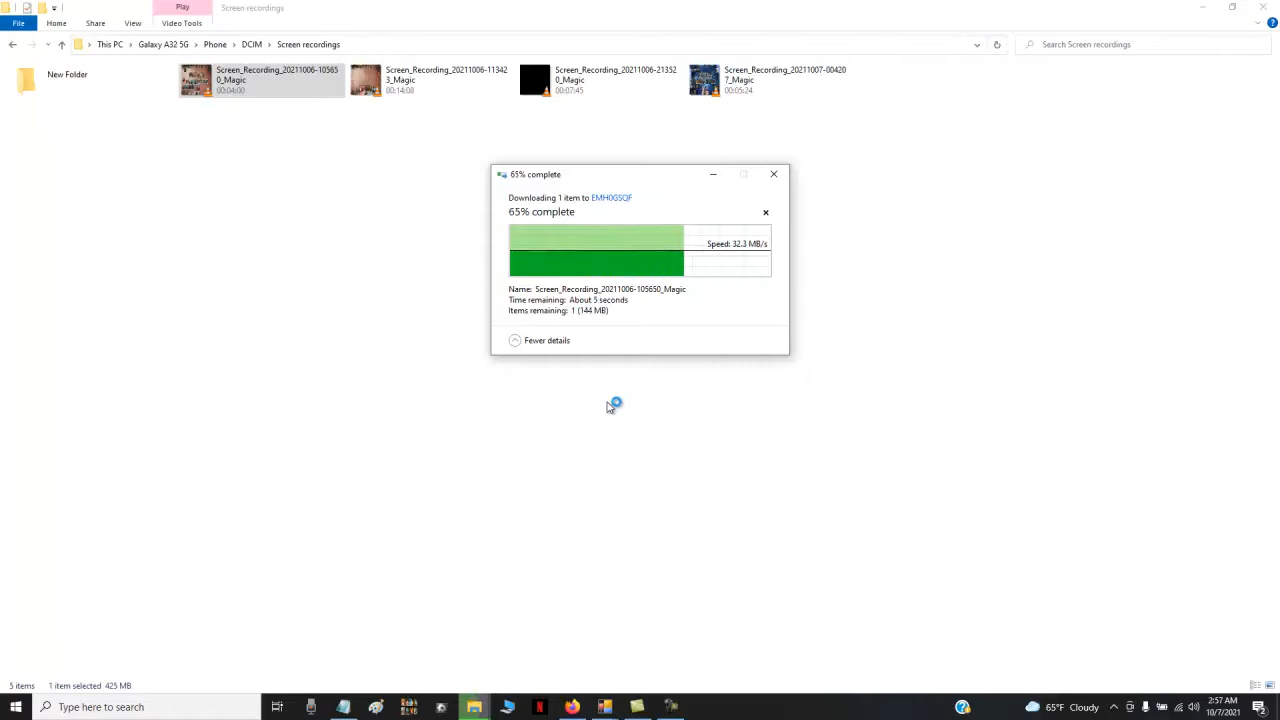 Play
Screen recordings
File
Home
Share
View
Video Tools
This PC
Galaxy A32 5G
Phone
DCIM
Screen recordings
Search Screen recordings
New Folder
Screen_Recording_20211006-10565
0_Magic
00:04:00
Screen_Recording_20211006-11342
3_Magic
00:14:08
Screen_Recording_20211006-21352
0_Magic
00:07:45
Screen_Recording_20211007-00420
7_Magic
00:05:24
65% complete
Downloading 1 item to EMH0GSQF
65% complete
Speed: 32.3 MB/s
Name: Screen_Recording_20211006-105650_Magic
Time remaining: About 5 seconds
Items remaining: 1 (144 MB)
Fewer details
5 items
1 item selected 425 MB
Type here to search
Cloudy
2:57 AM
10/7/2021
2